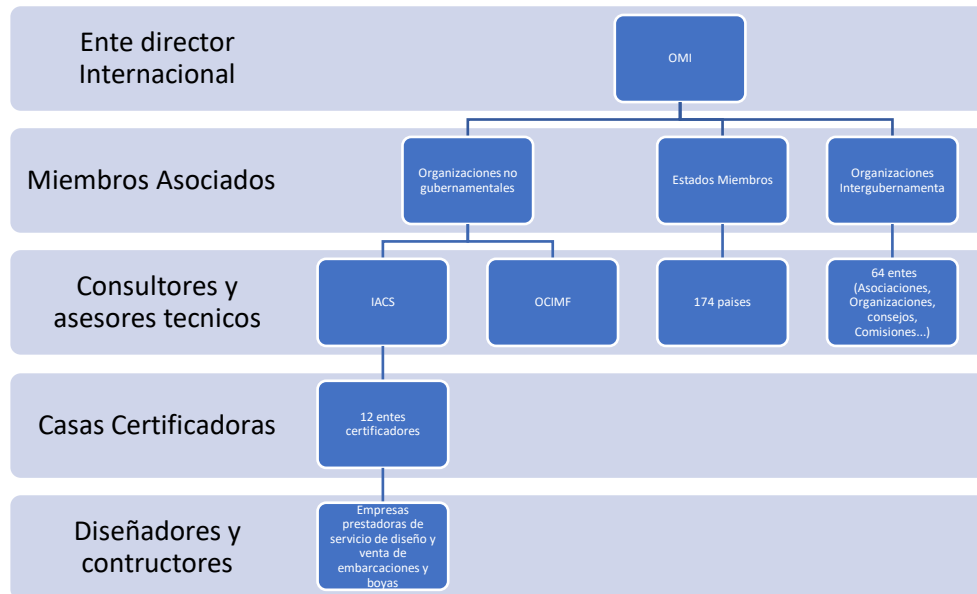 Ente director
Internacional
OMI
Miembros Asociados
Organizaciones no
gubernamentales
Estados Miembros
Organizaciones
Intergubernamenta
Consultores y
asesores tecnicos
IACS
OCIMF
174 paises
64 entes
(Asociaciones,
Organizaciones,
consejos,
Comisiones...)
Casas Certificadoras
12 entes
certificadores
Diseñadores y
contructores
Empresas
prestadoras de
servicio de diseño y
venta de
embarcaciones y
boyas